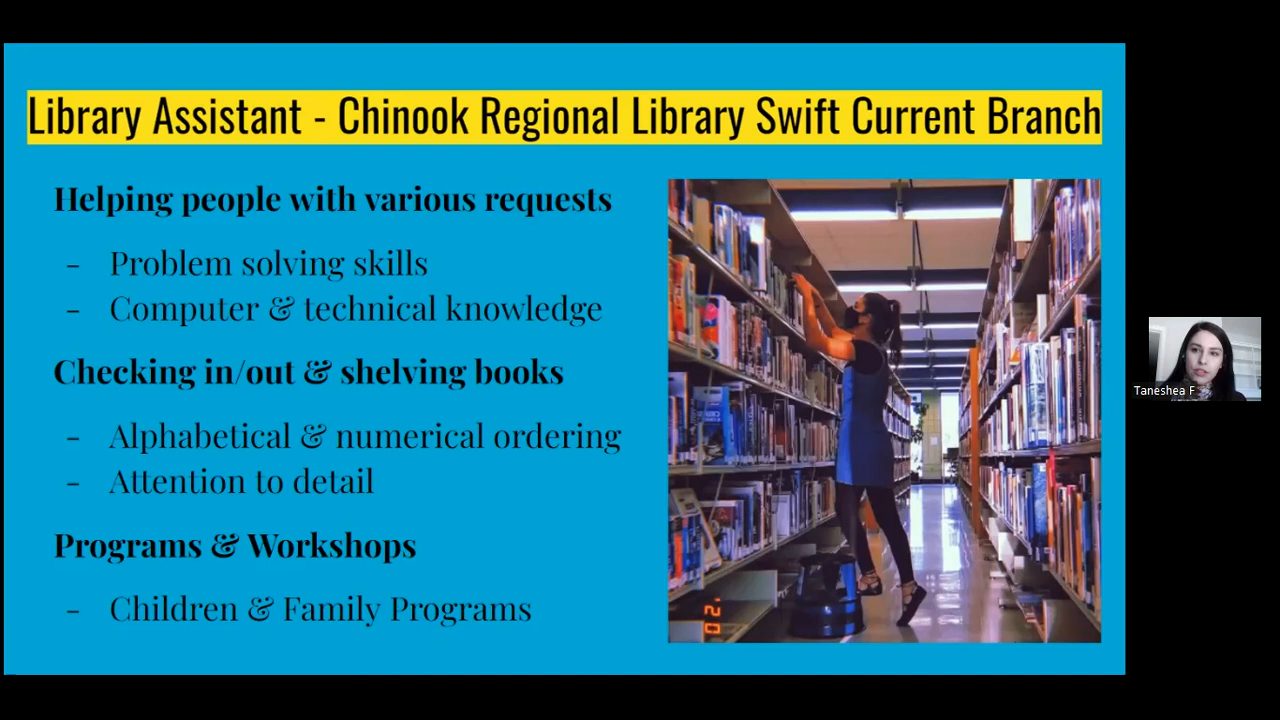 Library Assistant - Chinook Regional Library Swift Current Branch
Helping people with various requests
- Problem solving skills
- Computer & technical knowledge
Checking in/out & shelving books
- Alphabetical & numerical ordering
- Attention to detail
Programs & Workshops
- Children & Family Programs
Taneshea F